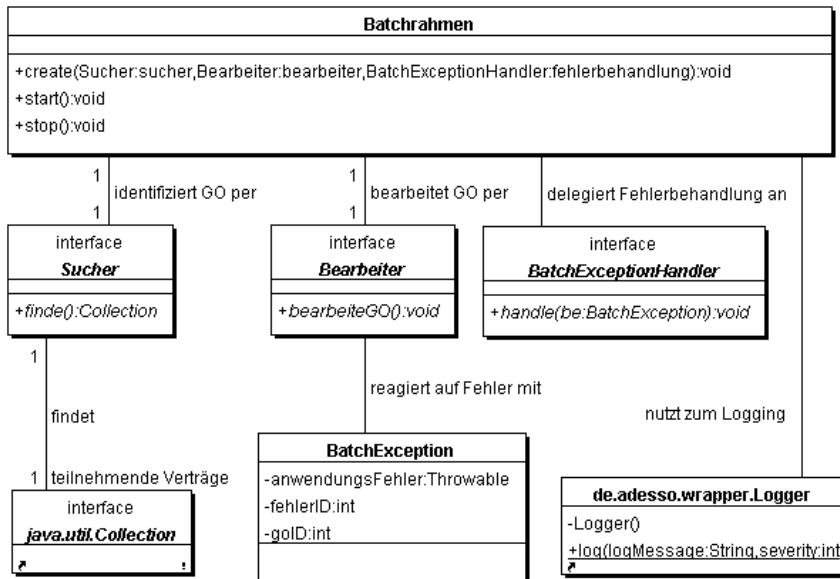 Batchrahmen
+create(Sucher:sucher,Bearbeiter:bearbeiter,BatchExceptionHandler:fehlerbehandlung):void
+start():void
+stop():void
1
identifiziert GO per
1
1
bearbeitet GO per
1
delegiert Fehlerbehandlung an
interface
Sucher
+finde():Collection
interface
Bearbeiter
+bearbeiteGO():void
interface
BatchExceptionHandler
+handle(be:BatchException):void
1
findet
1 teilnehmende Verträge
reagiert auf Fehler mit
nutzt zum Logging
interface
java.util.Collection
BatchException
-anwendungsFehler:Throwable
-fehlerID:int
-goID:int
de.adesso.wrapper.Logger
-Logger()
+log(logMessage:String,severity:int